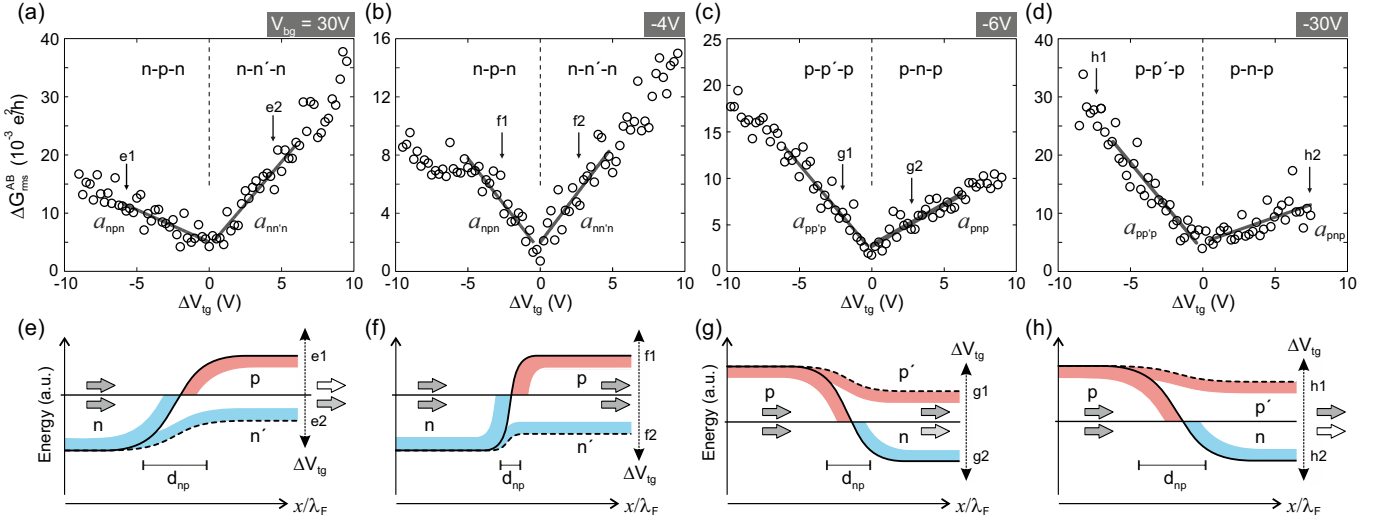 (a)
V_bg = 30V
(b)
-4V
(c)
-6V
(d)
-30V
ΔG^AB_rms (10⁻³ e²/h)
40
30
20
10
0
n-p-n
n-n´-n
e1
e2
a_npn
a_nn'n
-10
-5
0
5
10
ΔV_tg (V)
16
12
8
4
0
n-p-n
n-n´-n
f1
f2
a_npn
a_nn'n
-10
-5
0
5
10
ΔV_tg (V)
25
20
15
10
5
0
p-p´-p
p-n-p
g1
g2
a_pp'p
a_pnp
-10
-5
0
5
10
ΔV_tg (V)
40
30
20
10
0
p-p´-p
p-n-p
h1
h2
a_pp'p
a_pnp
-10
-5
0
5
10
ΔV_tg (V)
(e)
Energy (a.u.)
e1
p
n
e2
n´
ΔV_tg
d_np
x/λ_F
(f)
f1
p
n
f2
n´
ΔV_tg
d_np
x/λ_F
(g)
Energy (a.u.)
ΔV_tg
p´
g1
p
n
g2
d_np
x/λ_F
(h)
ΔV_tg
h1
p
p´
n
h2
d_np
x/λ_F